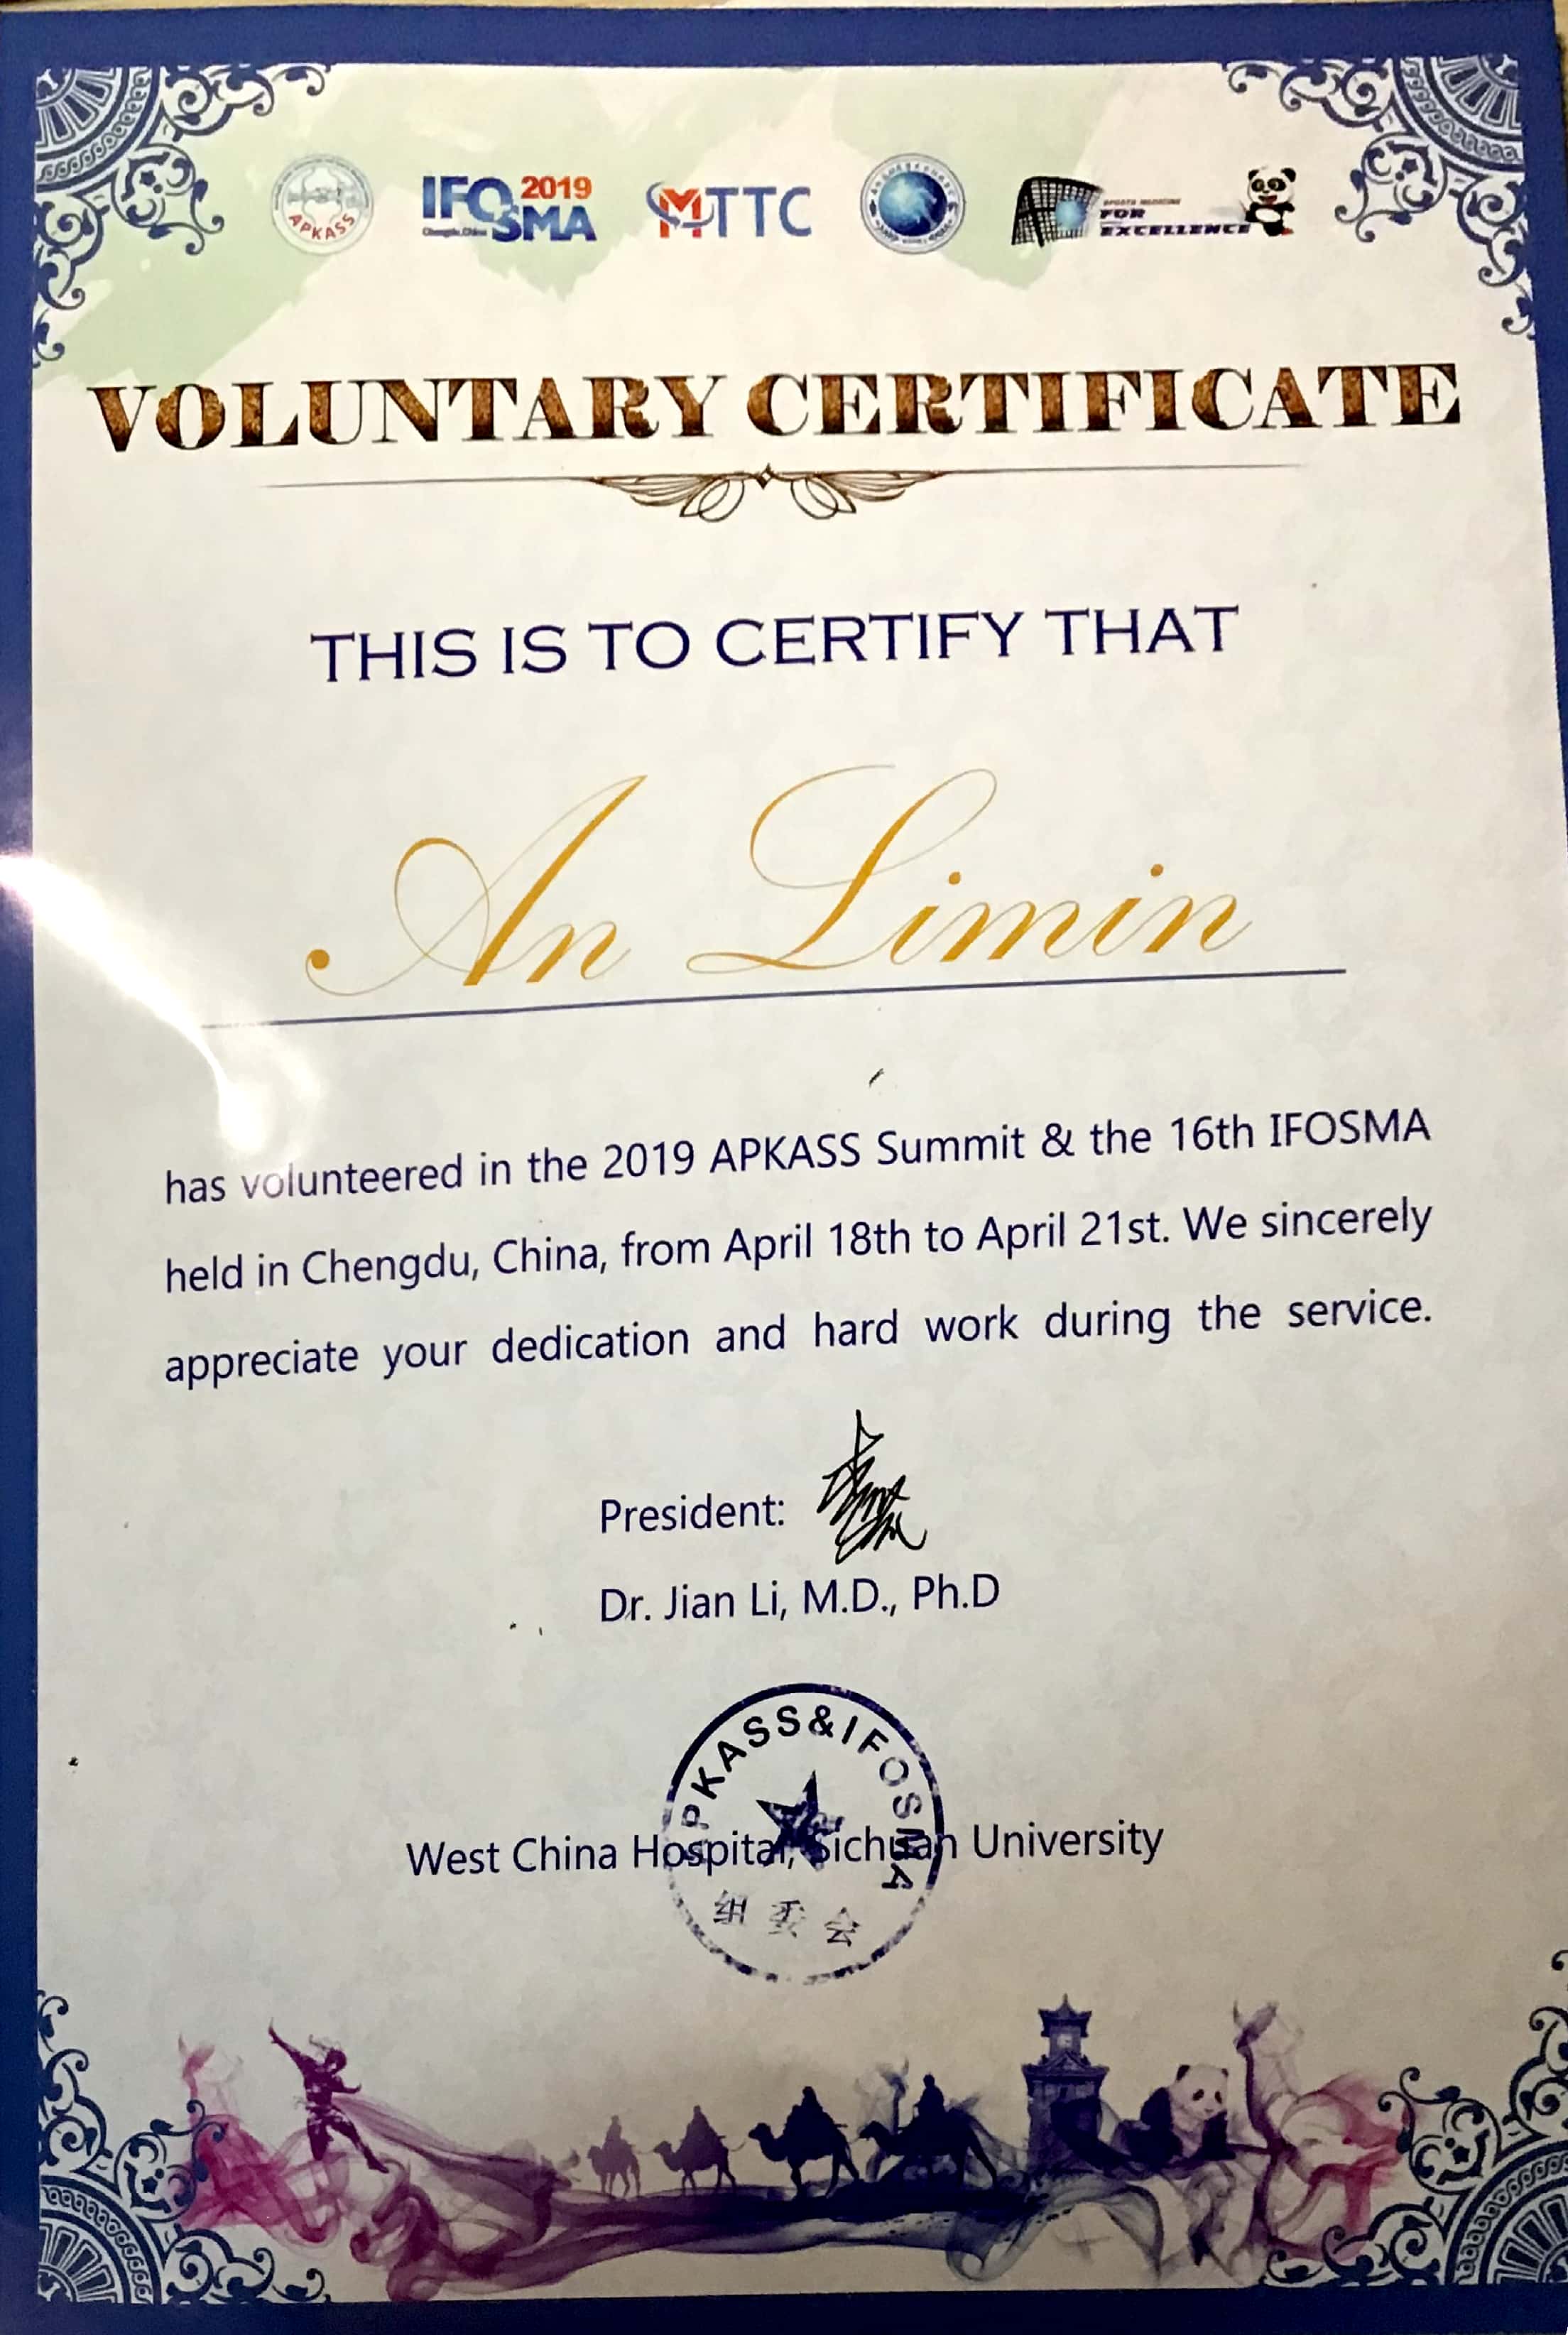 APKASS
IFOSMA 2019
Chengdu, China
MTTC
SPORTS MEDICINE
FOR
EXCELLENCE
VOLUNTARY CERTIFICATE
THIS IS TO CERTIFY THAT
An Limin
has volunteered in the 2019 APKASS Summit & the 16th IFOSMA
held in Chengdu, China, from April 18th to April 21st. We sincerely
appreciate your dedication and hard work during the service.
President:
Dr. Jian Li, M.D., Ph.D
APKASS&IFOSMA
West China Hospital, Sichuan University
组委会